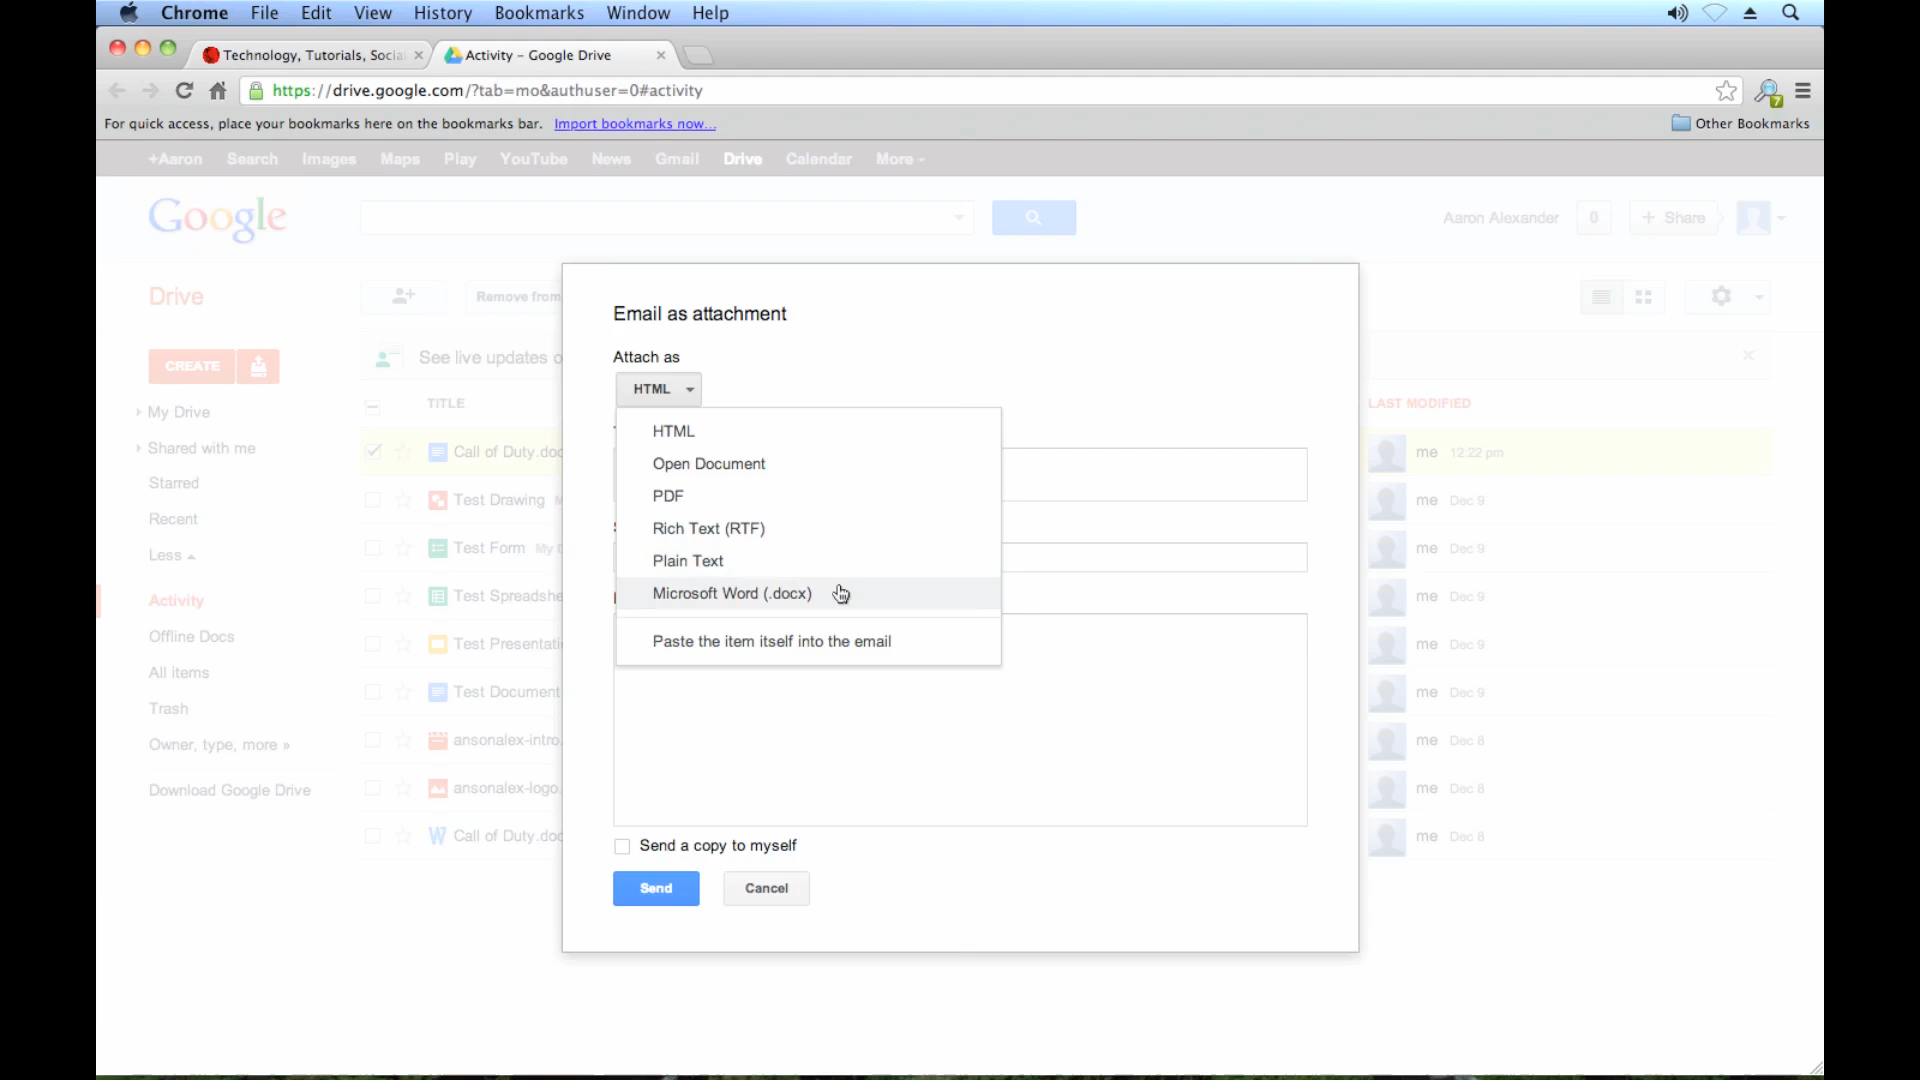 Chrome File Edit View History Bookmarks Window Help
Technology, Tutorials, Socia
Activity – Google Drive
https://drive.google.com/?tab=mo&authuser=0#activity
7
For quick access, place your bookmarks here on the bookmarks bar. Import bookmarks now...
Other Bookmarks
+Aaron Search Images Maps Play YouTube News Gmail Drive Calendar More
Google
Aaron Alexander
0
+ Share
Drive
Remove from
See live updates o
CREATE
My Drive
Shared with me
Starred
Recent
Less
Activity
Offline Docs
All items
Trash
Owner, type, more »
Download Google Drive
TITLE
LAST MODIFIED
Call of Duty.doc
me 12:22 pm
Test Drawing
me Dec 9
Test Form My
me Dec 9
Test Spreadshe
me Dec 9
Test Presentati
me Dec 9
Test Document
me Dec 9
ansonalex-intro.
me Dec 8
ansonalex-logo.
me Dec 8
W Call of Duty.doc
me Dec 8
Email as attachment
Attach as
HTML
HTML
Open Document
PDF
Rich Text (RTF)
Plain Text
Microsoft Word (.docx)
Paste the item itself into the email
Send a copy to myself
Send
Cancel